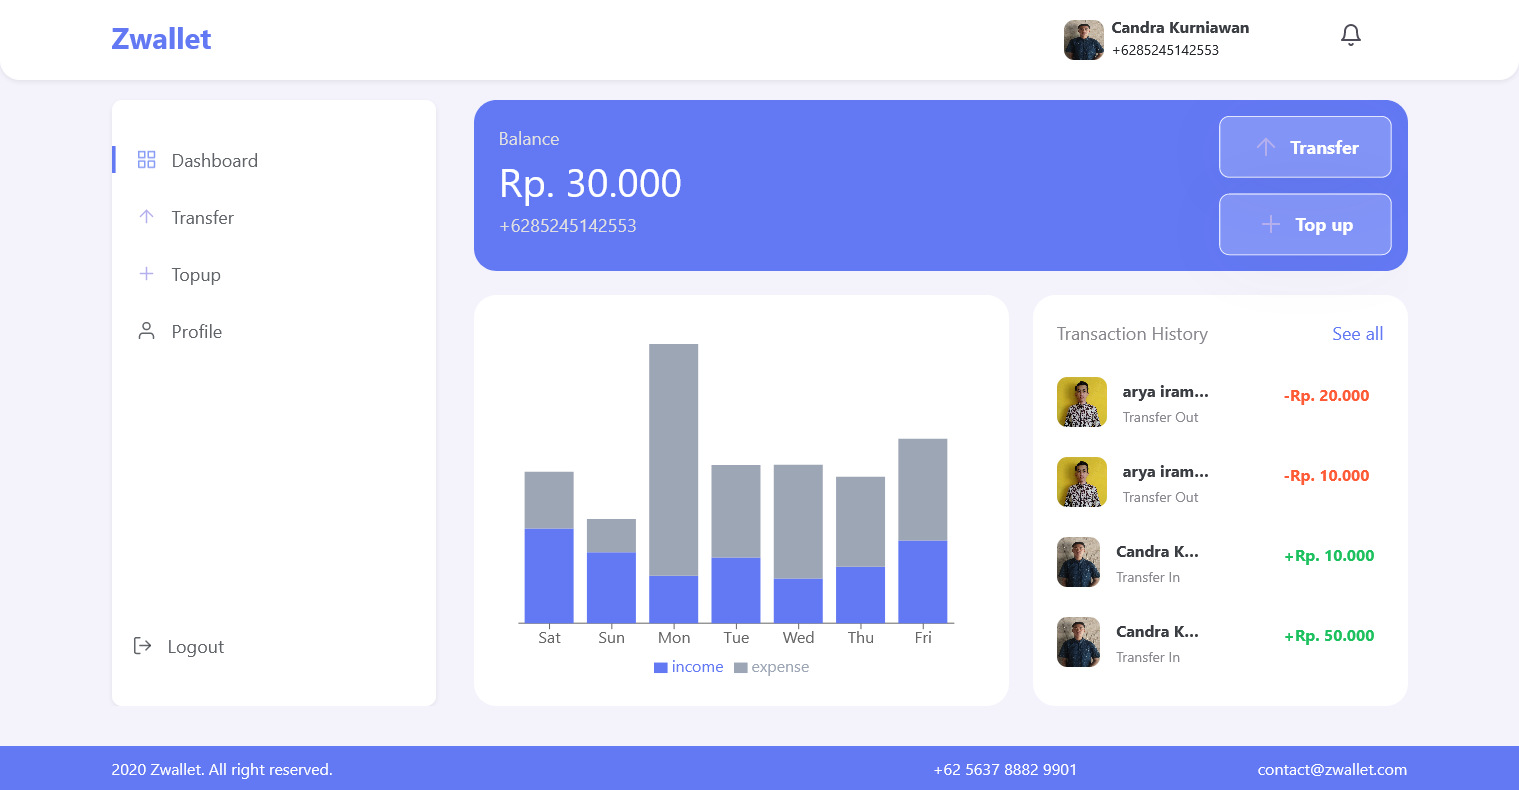 Zwallet
Candra Kurniawan
+6285245142553
Dashboard
Transfer
Topup
Profile
Logout
Balance
Rp. 30.000
+6285245142553
Transfer
Top up
Sat Sun Mon Tue Wed Thu Fri
income expense
Transaction History See all
arya iram... -Rp. 20.000
Transfer Out
arya iram... -Rp. 10.000
Transfer Out
Candra K... +Rp. 10.000
Transfer In
Candra K... +Rp. 50.000
Transfer In
2020 Zwallet. All right reserved. +62 5637 8882 9901 contact@zwallet.com